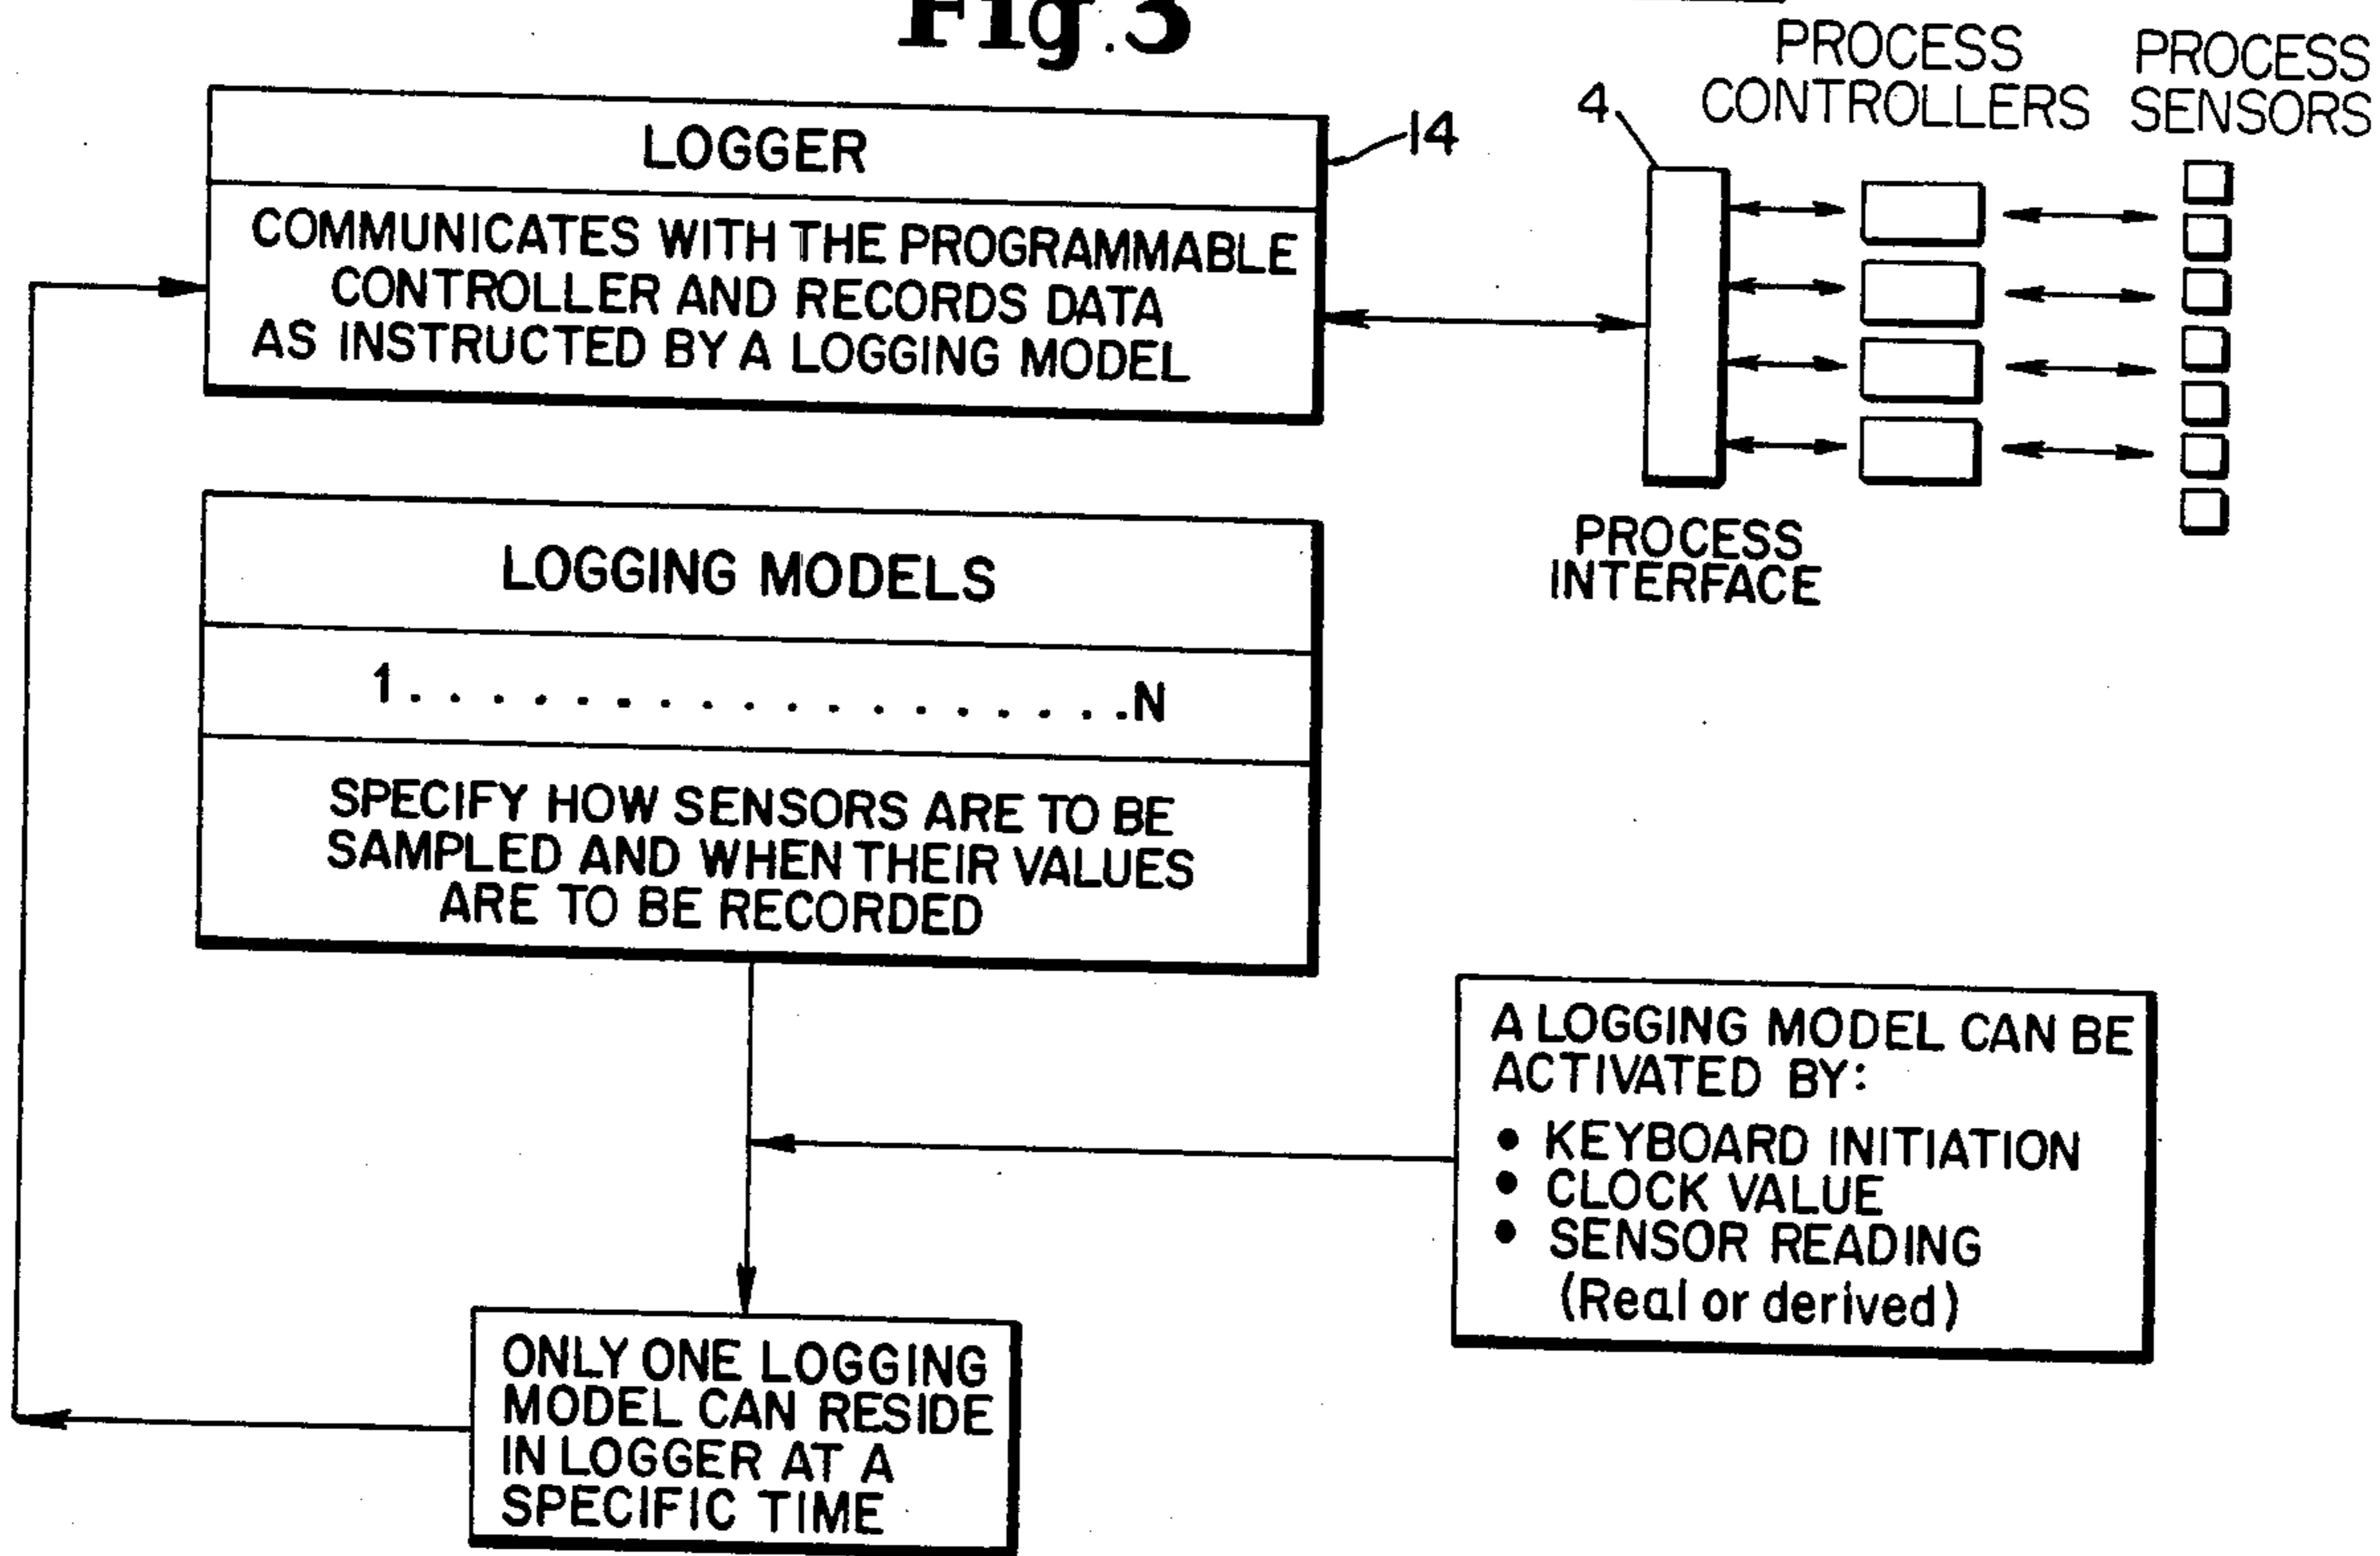 Fig.3
PROCESS
CONTROLLERS
PROCESS
SENSORS
4
14
LOGGER
COMMUNICATES WITH THE PROGRAMMABLE
CONTROLLER AND RECORDS DATA
AS INSTRUCTED BY A LOGGING MODEL
PROCESS
INTERFACE
LOGGING MODELS
1..................N
SPECIFY HOW SENSORS ARE TO BE
SAMPLED AND WHEN THEIR VALUES
ARE TO BE RECORDED
A LOGGING MODEL CAN BE
ACTIVATED BY:
• KEYBOARD INITIATION
• CLOCK VALUE
• SENSOR READING
(Real or derived)
ONLY ONE LOGGING
MODEL CAN RESIDE
IN LOGGER AT A
SPECIFIC TIME